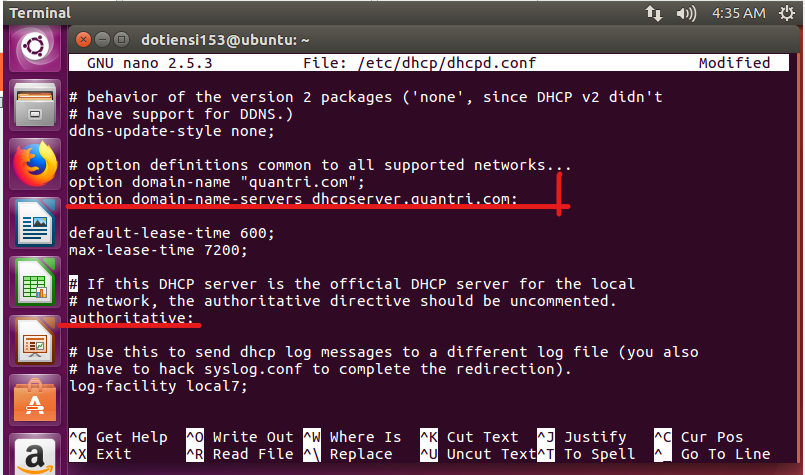 Terminal 4:35 AM
dotiensi153@ubuntu: ~
GNU nano 2.5.3 File: /etc/dhcp/dhcpd.conf Modified
# behavior of the version 2 packages ('none', since DHCP v2 didn't
# have support for DDNS.)
ddns-update-style none;
# option definitions common to all supported networks...
option domain-name "quantri.com";
option domain-name-servers dhcpserver.quantri.com;
default-lease-time 600;
max-lease-time 7200;
# If this DHCP server is the official DHCP server for the local
# network, the authoritative directive should be uncommented.
authoritative;
# Use this to send dhcp log messages to a different log file (you also
# have to hack syslog.conf to complete the redirection).
log-facility local7;
^G Get Help ^O Write Out ^W Where Is ^K Cut Text ^J Justify ^C Cur Pos
^X Exit ^R Read File ^\ Replace ^U Uncut Text ^T To Spell ^_ Go To Line